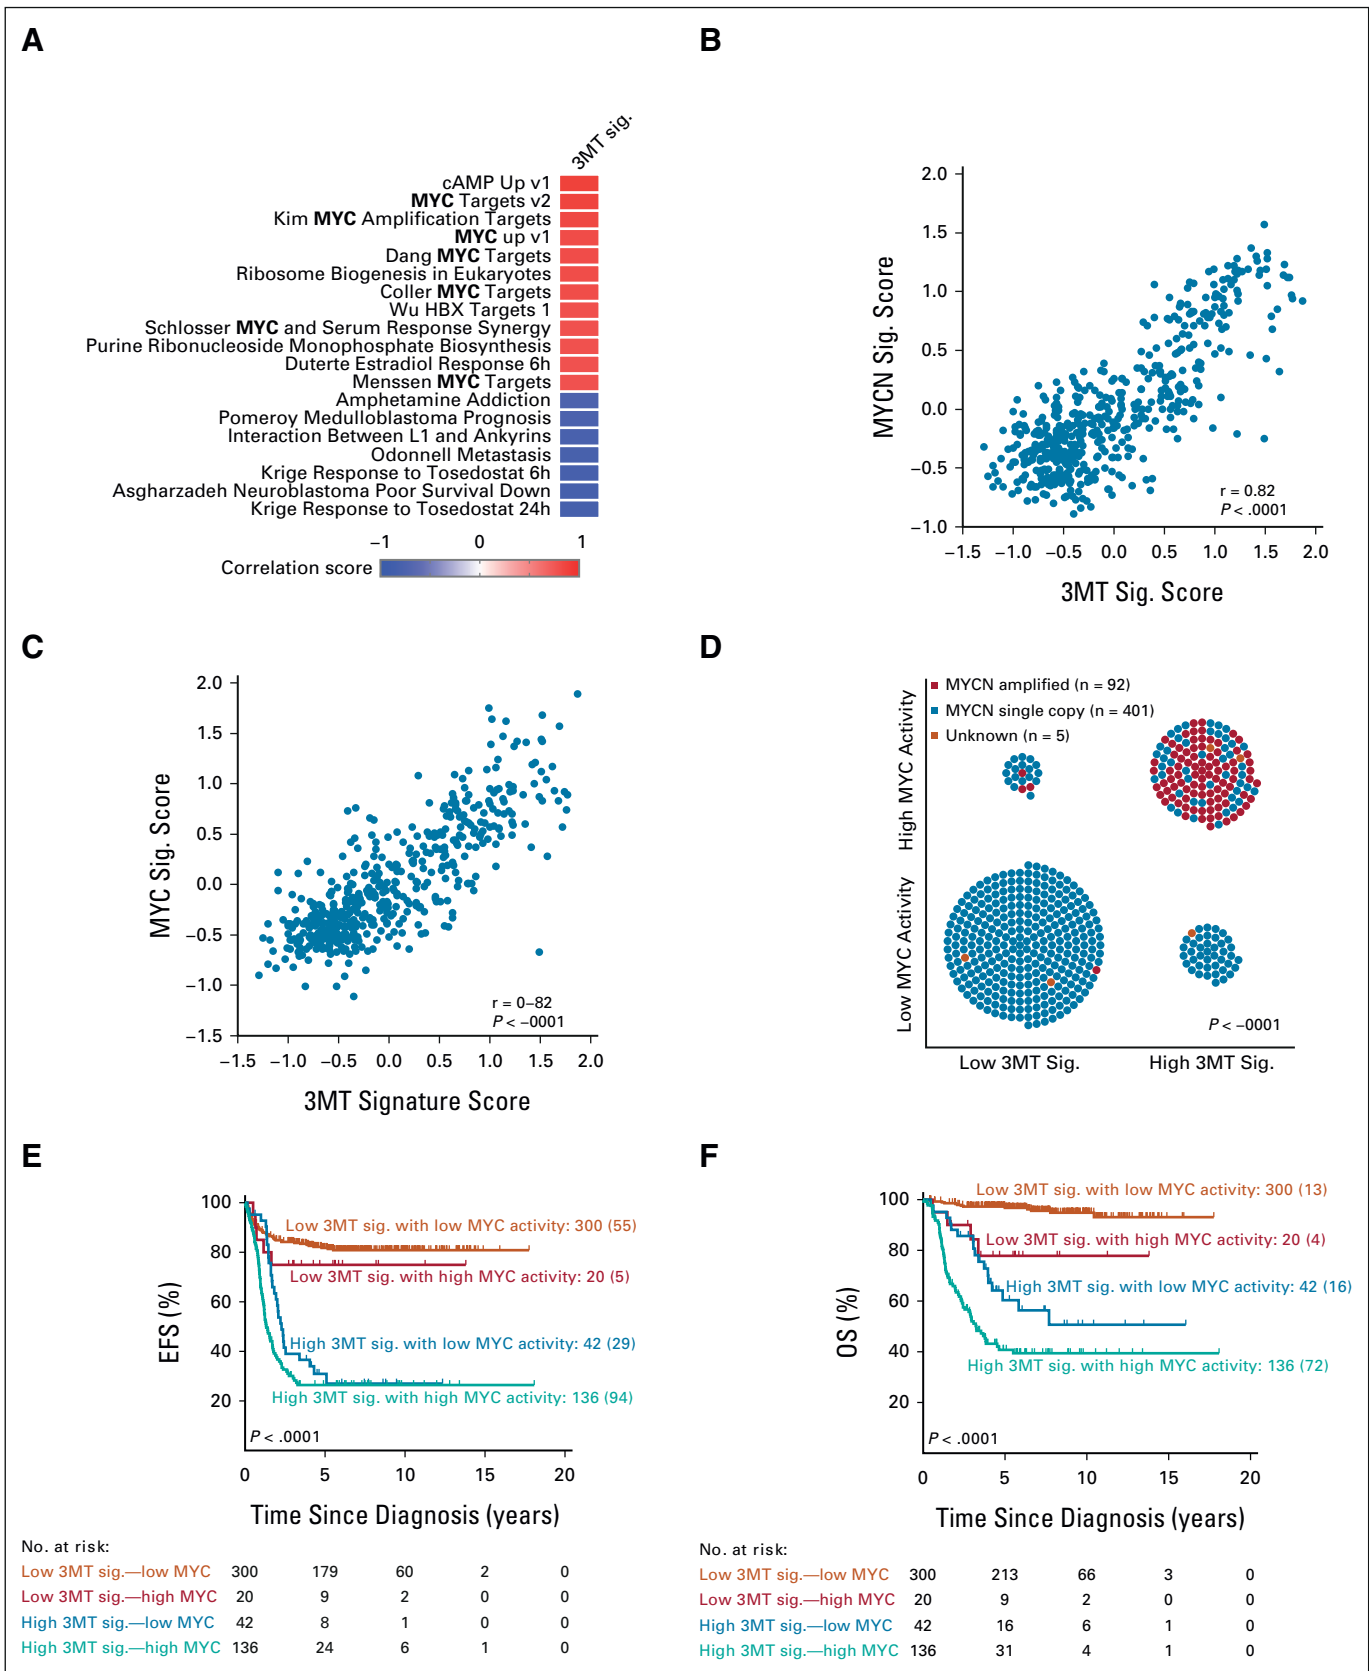 A
3MT sig.
cAMP Up v1
MYC Targets v2
Kim MYC Amplification Targets
MYC up v1
Dang MYC Targets
Ribosome Biogenesis in Eukaryotes
Coller MYC Targets
Wu HBX Targets 1
Schlosser MYC and Serum Response Synergy
Purine Ribonucleoside Monophosphate Biosynthesis
Duterte Estradiol Response 6h
Menssen MYC Targets
Amphetamine Addiction
Pomeroy Medulloblastoma Prognosis
Interaction Between L1 and Ankyrins
Odonnell Metastasis
Krige Response to Tosedostat 6h
Asgharzadeh Neuroblastoma Poor Survival Down
Krige Response to Tosedostat 24h
−1 0 1
Correlation score
B
MYCN Sig. Score
2.0
1.5
1.0
0.5
0.0
−0.5
−1.0
r = 0.82
P < .0001
−1.5 −1.0 −0.5 0.0 0.5 1.0 1.5 2.0
3MT Sig. Score
C
MYC Sig. Score
2.0
1.5
1.0
0.5
0.0
−0.5
−1.0
−1.5
r = 0–82
P < –0001
−1.5 −1.0 −0.5 0.0 0.5 1.0 1.5 2.0
3MT Signature Score
D
MYCN amplified (n = 92)
MYCN single copy (n = 401)
Unknown (n = 5)
High MYC Activity
Low MYC Activity
P < –0001
Low 3MT Sig. High 3MT Sig.
E
EFS (%)
100
80
60
40
20
Low 3MT sig. with low MYC activity: 300 (55)
Low 3MT sig. with high MYC activity: 20 (5)
High 3MT sig. with low MYC activity: 42 (29)
High 3MT sig. with high MYC activity: 136 (94)
P < .0001
0 5 10 15 20
Time Since Diagnosis (years)
No. at risk:
Low 3MT sig.—low MYC 300 179 60 2 0
Low 3MT sig.—high MYC 20 9 2 0 0
High 3MT sig.—low MYC 42 8 1 0 0
High 3MT sig.—high MYC 136 24 6 1 0
F
OS (%)
100
80
60
40
20
Low 3MT sig. with low MYC activity: 300 (13)
Low 3MT sig. with high MYC activity: 20 (4)
High 3MT sig. with low MYC activity: 42 (16)
High 3MT sig. with high MYC activity: 136 (72)
P < .0001
0 5 10 15 20
Time Since Diagnosis (years)
No. at risk:
Low 3MT sig.—low MYC 300 213 66 3 0
Low 3MT sig.—high MYC 20 9 2 0 0
High 3MT sig.—low MYC 42 16 6 1 0
High 3MT sig.—high MYC 136 31 4 1 0